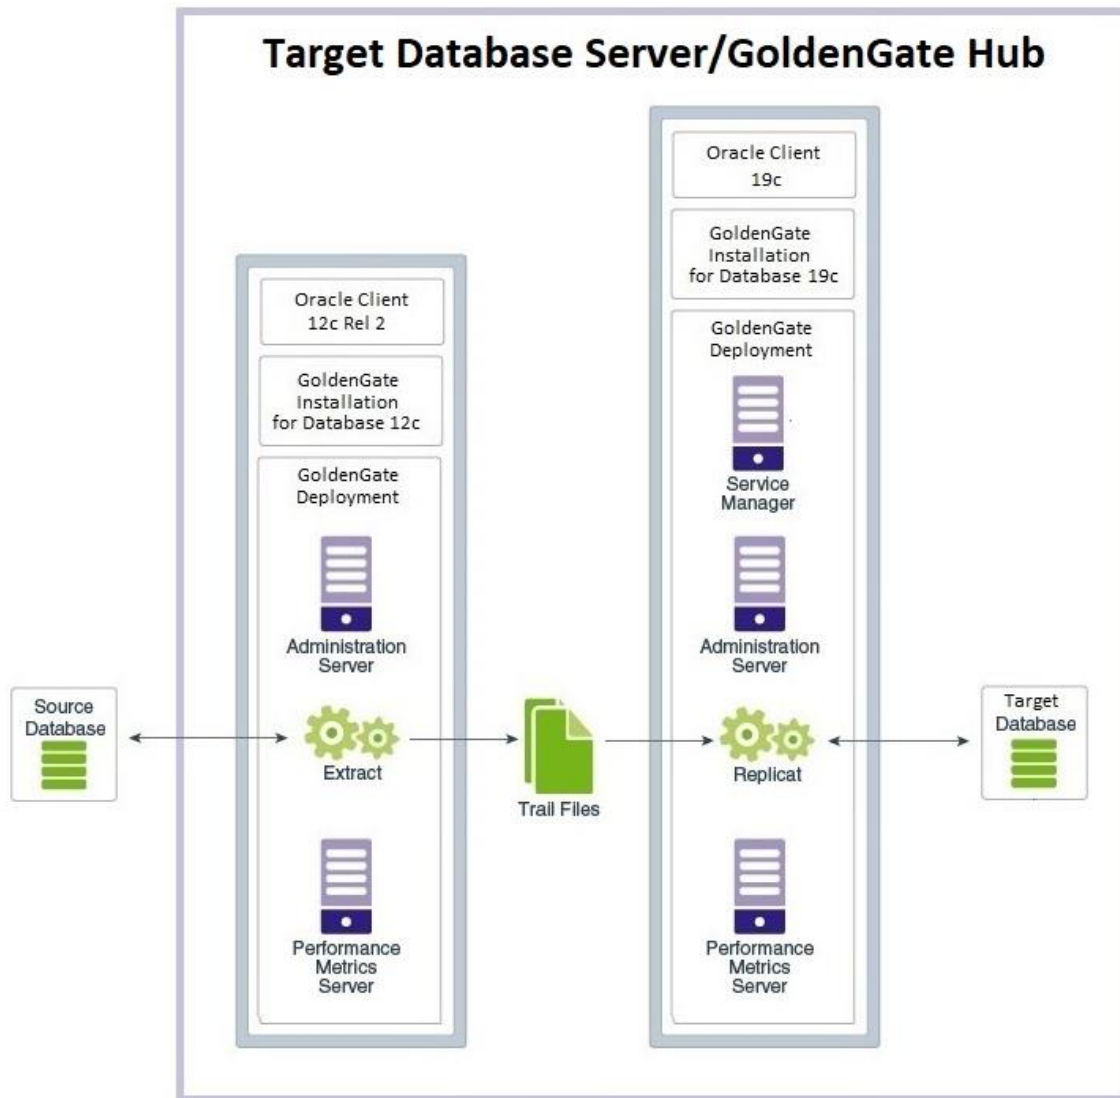 Target Database Server/GoldenGate Hub
Oracle Client
12c Rel 2
GoldenGate
Installation
for Database 12c
GoldenGate
Deployment
Administration
Server
Source
Database
Extract
Performance
Metrics
Server
Trail Files
Oracle Client
19c
GoldenGate
Installation
for Database 19c
GoldenGate
Deployment
Service
Manager
Administration
Server
Replicat
Performance
Metrics
Server
Target
Database